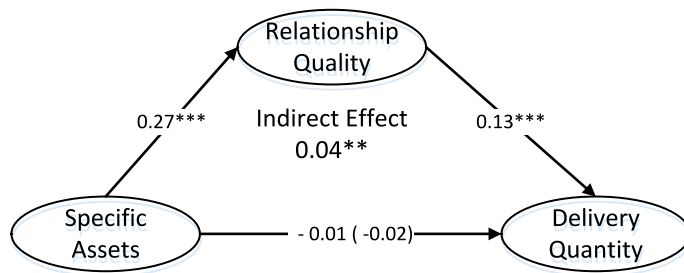 Relationship
Quality
0.27***
Indirect Effect
0.04**
0.13***
Specific
Assets
- 0.01 ( -0.02)
Delivery
Quantity